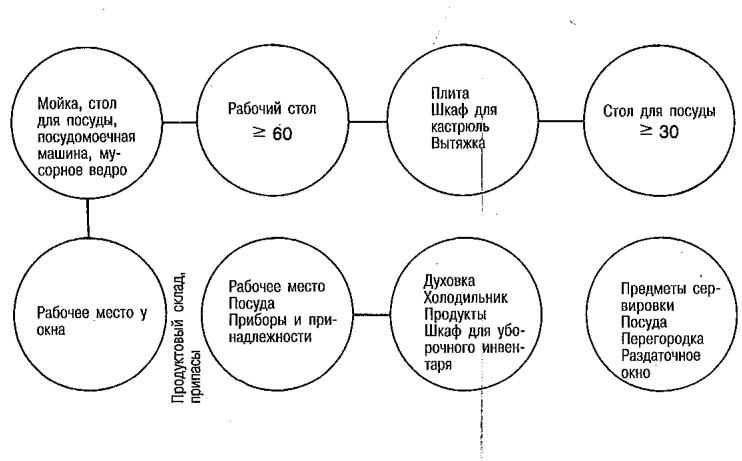 Мойка, стол
для посуды,
посудомоечная
машина, му-
сорное ведро
Рабочий стол
≥ 60
Плита
Шкаф для
кастрюль
Вытяжка
Стол для посуды
≥ 30
Рабочее место у
окна
Продуктовый склад,
припасы
Рабочее место
Посуда
Приборы и при-
надлежности
Духовка
Холодильник
Продукты
Шкаф для убо-
рочного инвен-
таря
Предметы сер-
вировки
Посуда
Перегородка
Раздаточное
окно